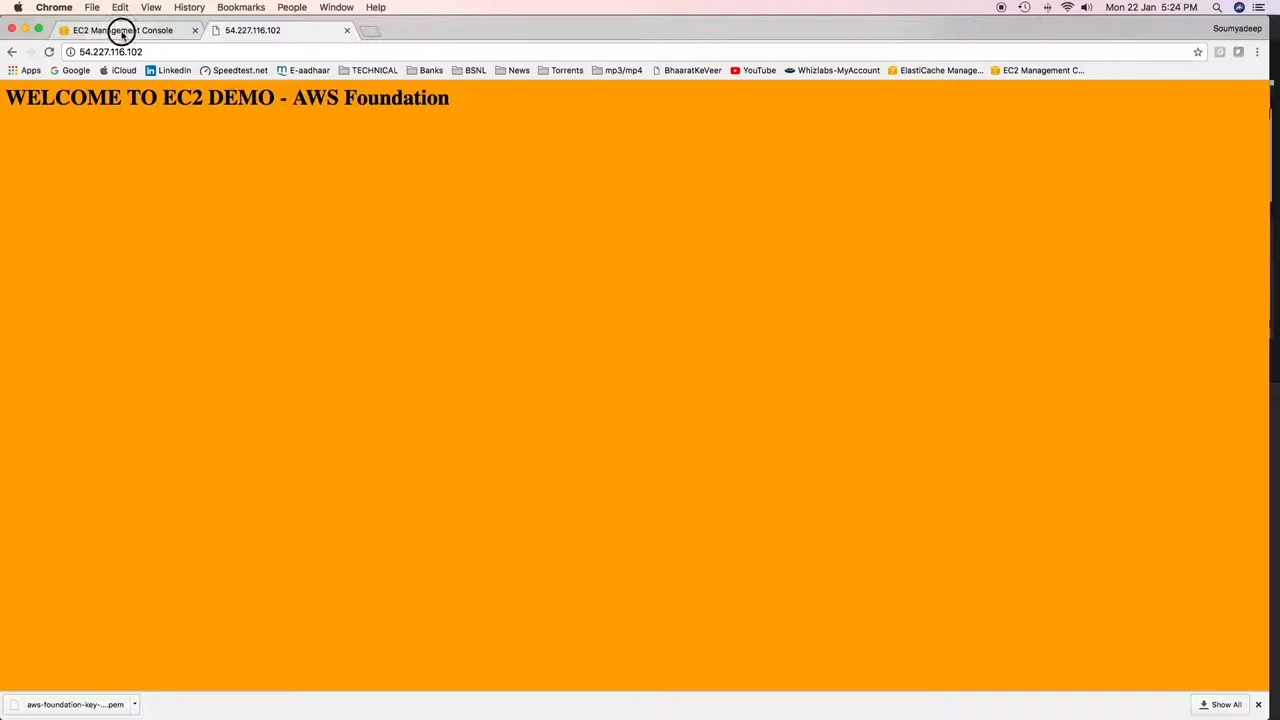 Chrome File Edit View History Bookmarks People Window Help Mon 22 Jan 5:24 PM
EC2 Management Console 54.227.116.102 Soumyadeep
54.227.116.102
Apps Google iCloud LinkedIn Speedtest.net E-aadhaar TECHNICAL Banks BSNL News Torrents mp3/mp4 BhaaratKeVeer YouTube Whizlabs-MyAccount ElastiCache Manage... EC2 Management C...
WELCOME TO EC2 DEMO - AWS Foundation
aws-foundation-key-....pem Show All